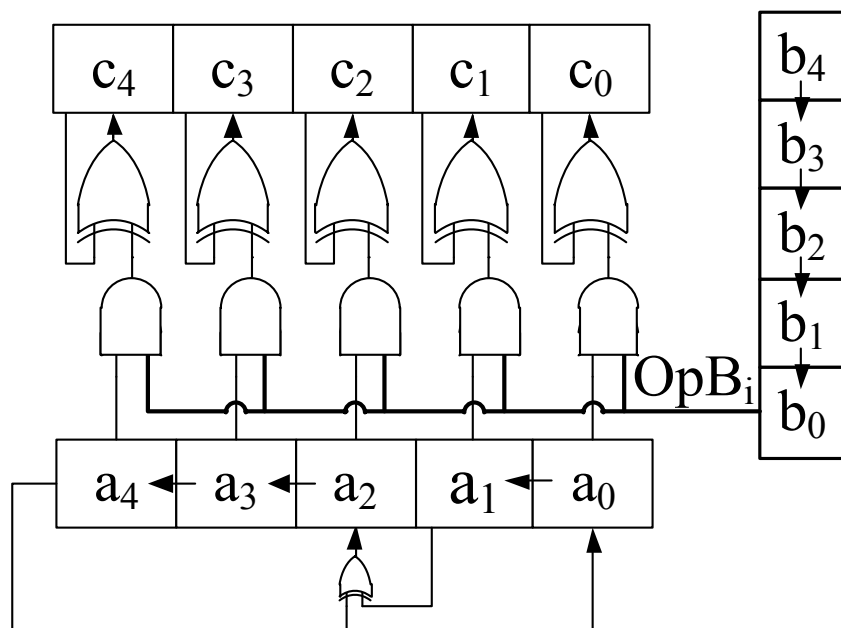 c₄ c₃ c₂ c₁ c₀
b₄
b₃
b₂
b₁
OpBᵢ
b₀
a₄ a₃ a₂ a₁ a₀